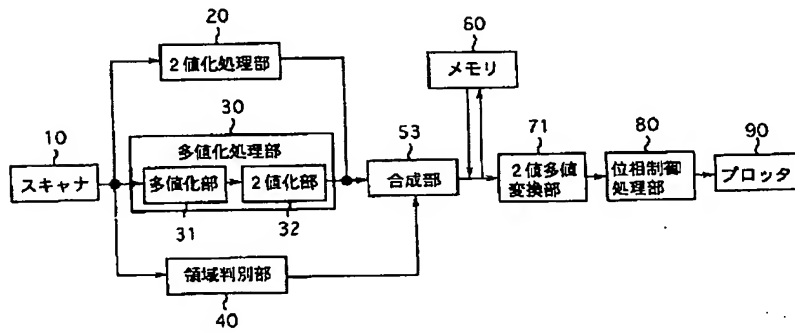 20
60
2値化処理部
メモリ
30
10
53
71
80
90
多値化処理部
スキャナ
多値化部
2値化部
合成部
2値多値
変換部
位相制御
処理部
プロッタ
31
32
領域判別部
40